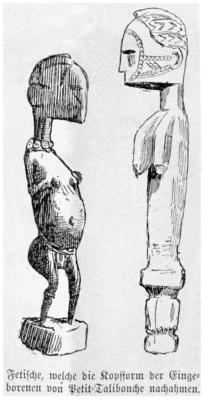 Fetische, welche die Kopfform der Einge-
borenen von Petit-Talibouche nachahmen.